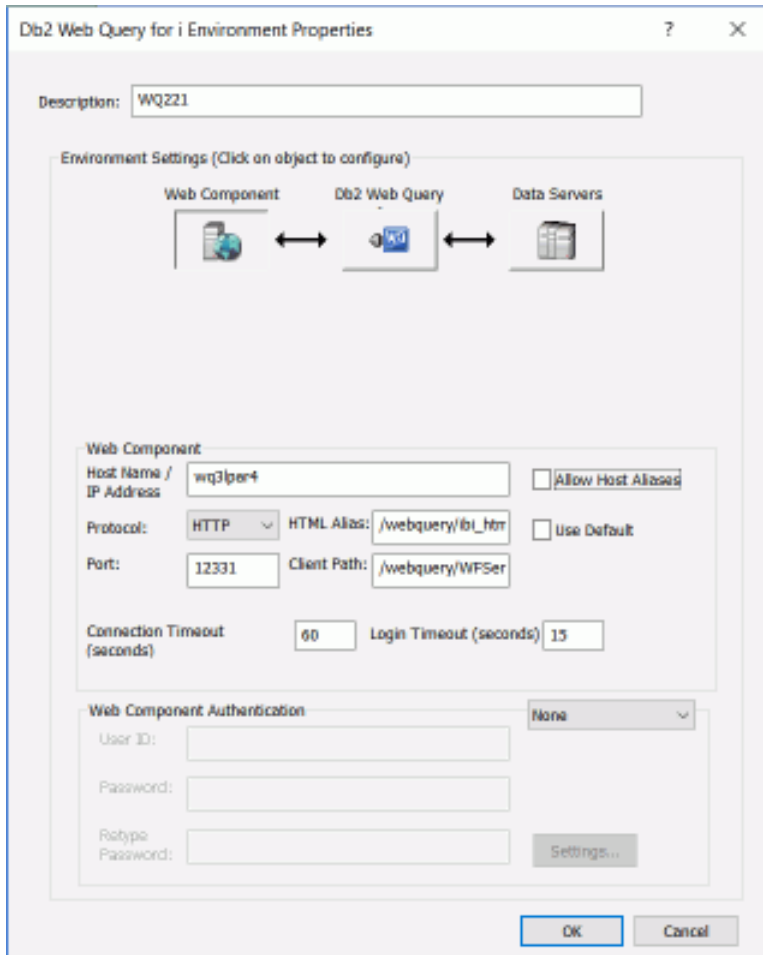 Db2 Web Query for i Environment Properties ? ×
Description: WQ221
Environment Settings (Click on object to configure)
Web Component Db2 Web Query Data Servers
Web Component
Host Name / IP Address wq3lpar4 Allow Host Aliases
Protocol: HTTP HTML Alias: /webquery/ibi_htm Use Default
Port: 12331 Client Path: /webquery/WFSer
Connection Timeout (seconds) 60 Login Timeout (seconds) 15
Web Component Authentication None
User ID:
Password:
Retype Password: Settings...
OK Cancel